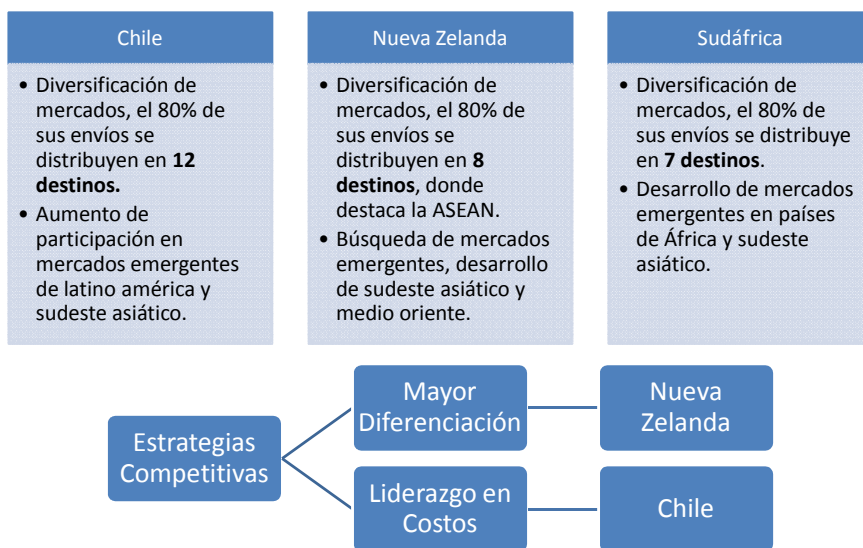 Chile
• Diversificación de
mercados, el 80% de
sus envíos se
distribuyen en 12
destinos.
• Aumento de
participación en
mercados emergentes
de latino américa y
sudeste asiático.
Nueva Zelanda
• Diversificación de
mercados, el 80% de
sus envíos se
distribuyen en 8
destinos, donde
destaca la ASEAN.
• Búsqueda de mercados
emergentes, desarrollo
de sudeste asiático y
medio oriente.
Sudáfrica
• Diversificación de
mercados, el 80% de
sus envíos se distribuye
en 7 destinos.
• Desarrollo de mercados
emergentes en países
de África y sudeste
asiático.
Estrategias
Competitivas
Mayor
Diferenciación
Nueva
Zelanda
Liderazgo en
Costos
Chile